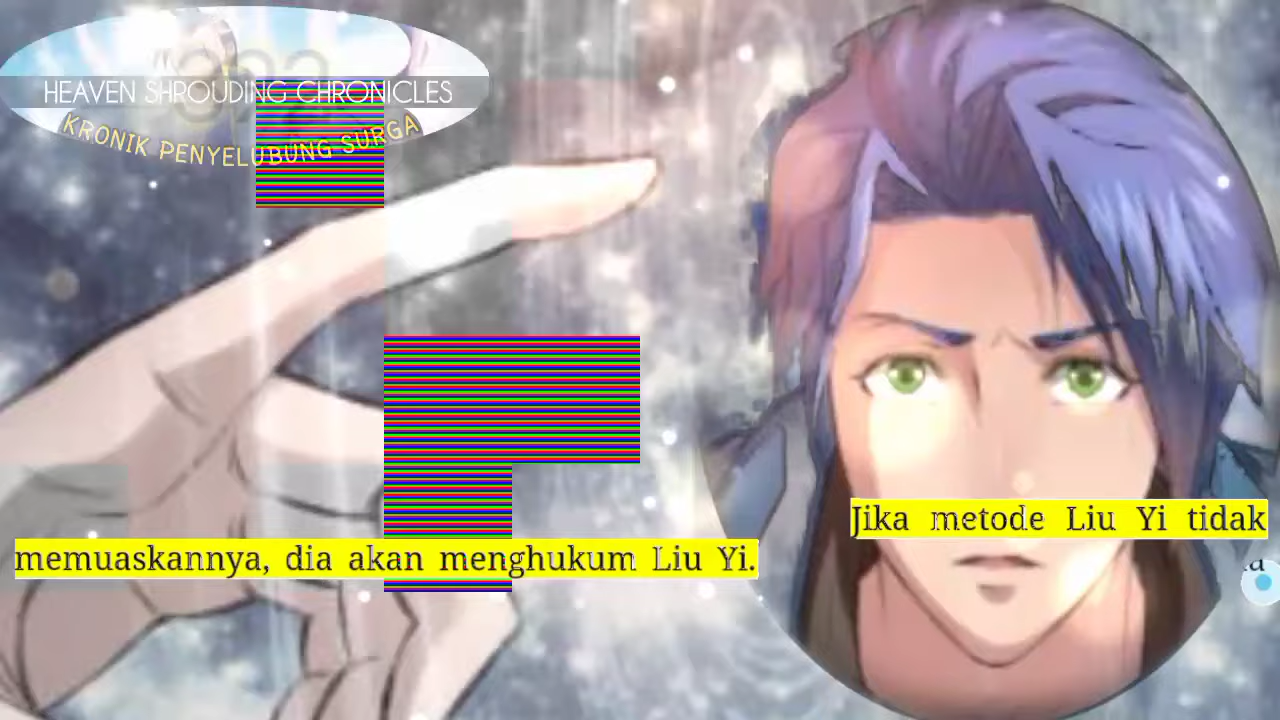 HEAVEN SHROUDING CHRONICLES
KRONIK PENYELUBUNG SURGA
Jika metode Liu Yi tidak
memuaskannya, dia akan menghukum Liu Yi.